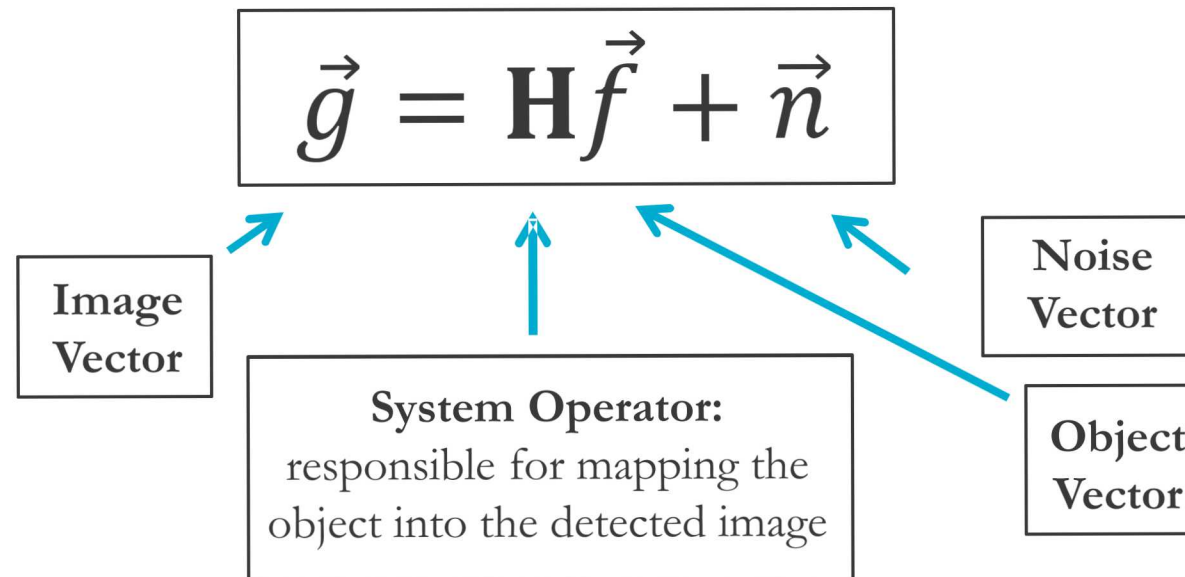 g⃗ = 𝐇f⃗ + n⃗
Image
Vector
System Operator:
responsible for mapping the
object into the detected image
Noise
Vector
Object
Vector